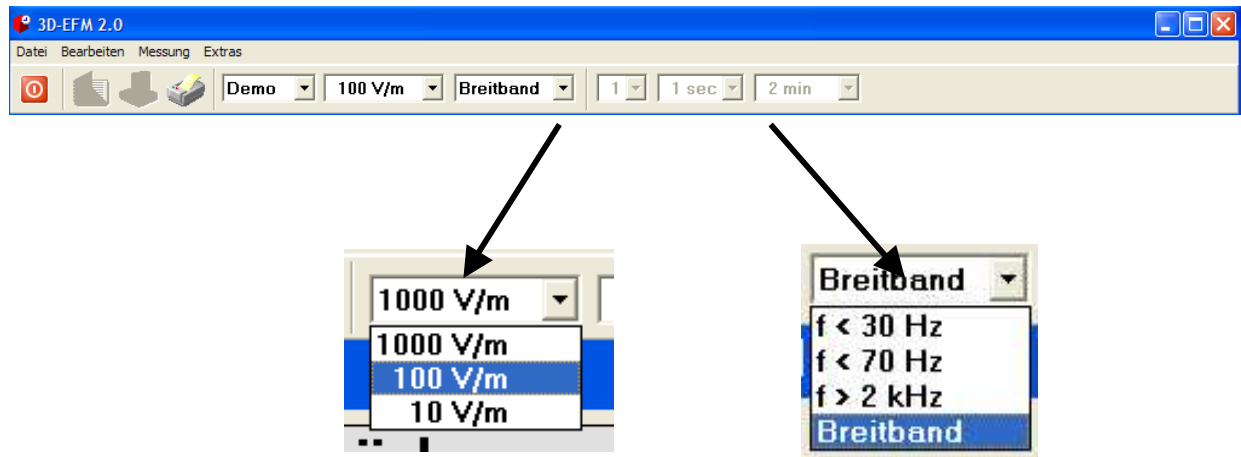 3D-EFM 2.0
Datei Bearbeiten Messung Extras
Demo 100 V/m Breitband 1 1 sec 2 min
1000 V/m
1000 V/m
100 V/m
10 V/m
Breitband
f < 30 Hz
f < 70 Hz
f > 2 kHz
Breitband